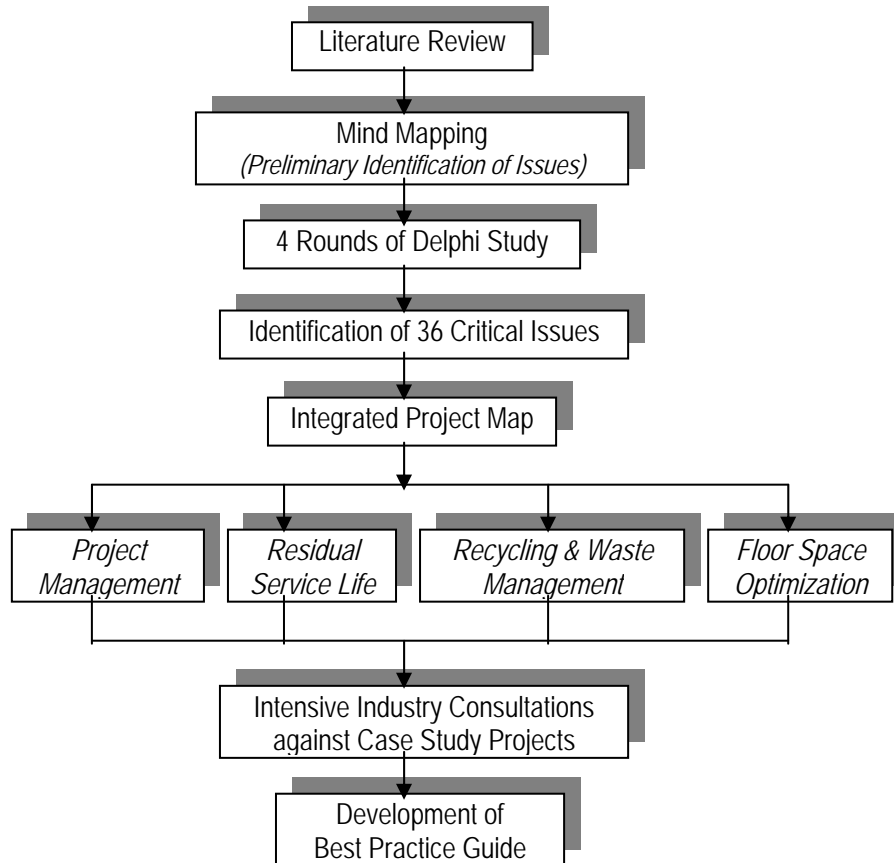 Literature Review
Mind Mapping
(Preliminary Identification of Issues)
4 Rounds of Delphi Study
Identification of 36 Critical Issues
Integrated Project Map
Project
Management
Residual
Service Life
Recycling & Waste
Management
Floor Space
Optimization
Intensive Industry Consultations
against Case Study Projects
Development of
Best Practice Guide